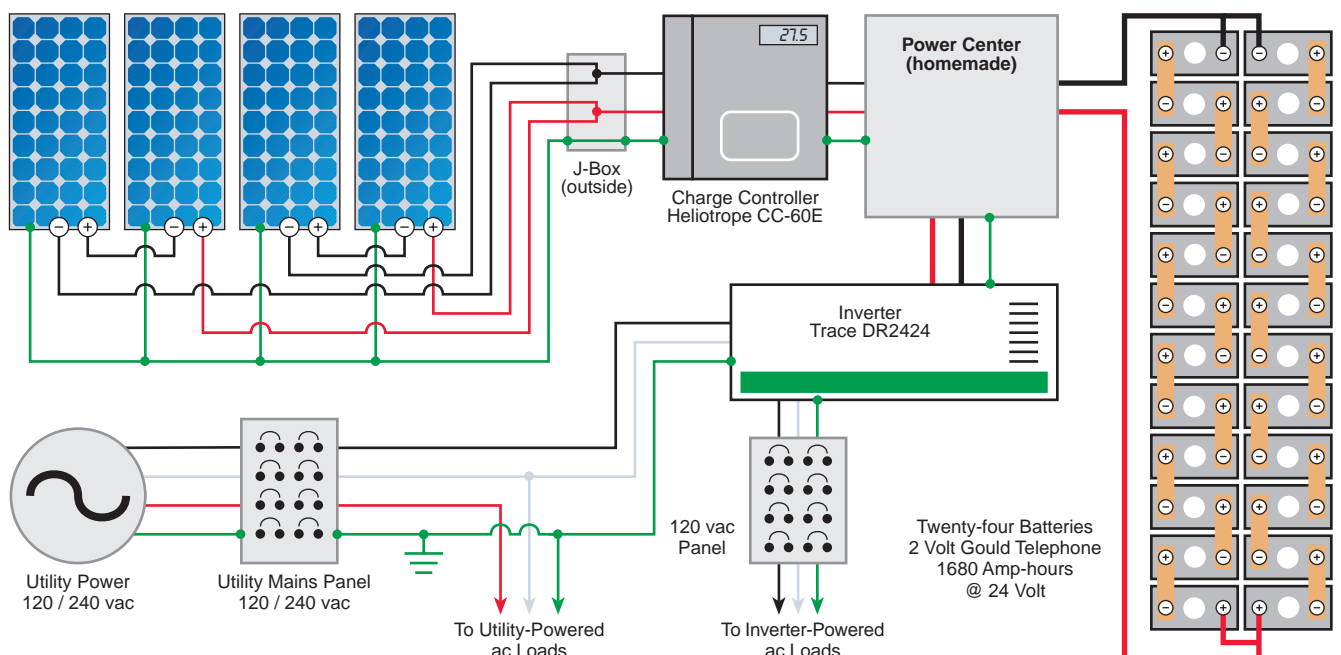 27.5
Power Center
(homemade)
J-Box
(outside)
Charge Controller
Heliotrope CC-60E
Inverter
Trace DR2424
Utility Power
120 / 240 vac
Utility Mains Panel
120 / 240 vac
120 vac
Panel
Twenty-four Batteries
2 Volt Gould Telephone
1680 Amp-hours
@ 24 Volt
To Utility-Powered
ac Loads
To Inverter-Powered
ac Loads